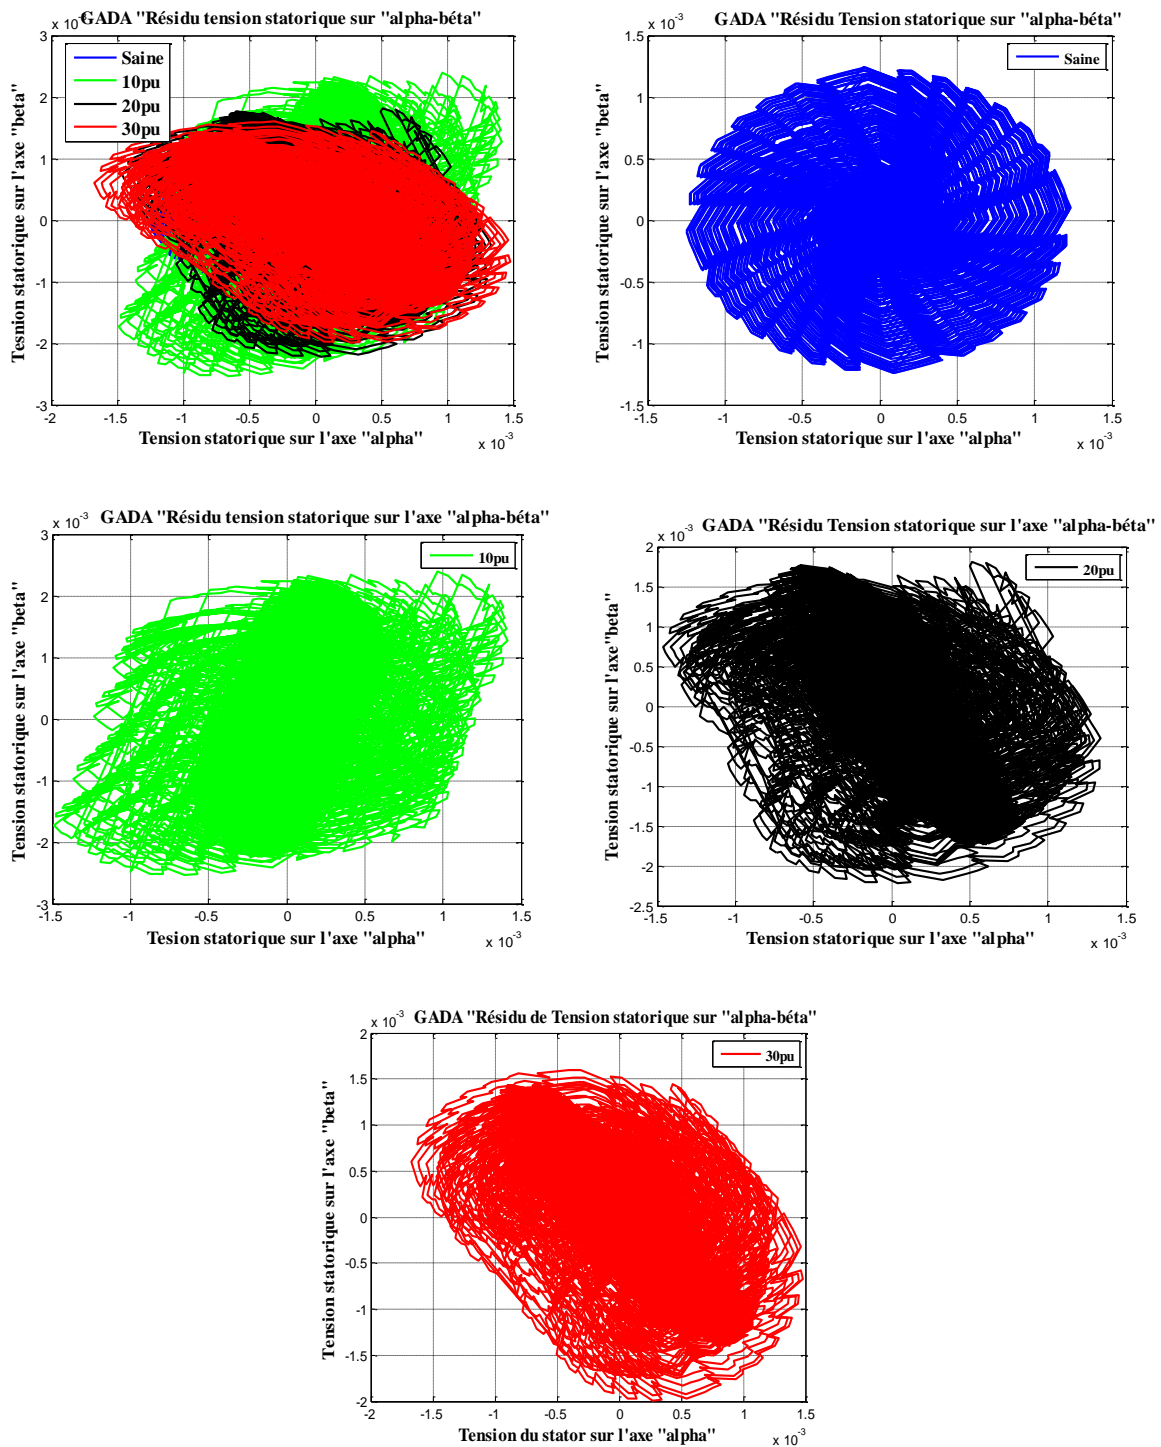 x 10-3
GADA "Résidu tension statorique sur "alpha-béta"
Saine
10pu
20pu
30pu
3
2
1
0
-1
-2
-3
-2
-1.5
-1
-0.5
0
0.5
1
1.5
x 10-3
Tesnion statorique sur l'axe "beta"
Tension statorique sur l'axe "alpha"
x 10-3
GADA "Résidu Tension statorique sur "alpha-béta"
Saine
1.5
1
0.5
0
-0.5
-1
-1.5
-1.5
-1
-0.5
0
0.5
1
1.5
x 10-3
Tension statorique sur l'axe "beta"
Tension statorique sur l'axe "alpha"
x 10-3
GADA "Résidu tension statorique sur l'axe "alpha-béta"
10pu
3
2
1
0
-1
-2
-3
-1.5
-1
-0.5
0
0.5
1
1.5
x 10-3
Tension statorique sur l'axe "beta"
Tesion statorique sur l'axe "alpha"
x 10-3
GADA "Résidu Tension statorique sur l'axe "alpha-béta"
20pu
2
1.5
1
0.5
0
-0.5
-1
-1.5
-2
-2.5
-1.5
-1
-0.5
0
0.5
1
1.5
x 10-3
Tension statorique sur l'axe"beta"
Tension statorique sur l'axe "alpha"
x 10-3
GADA "Résidu de Tension statorique sur "alpha-béta"
30pu
2
1.5
1
0.5
0
-0.5
-1
-1.5
-2
-2
-1.5
-1
-0.5
0
0.5
1
1.5
x 10-3
Tension statorique sur l'axe "beta"
Tension du stator sur l'axe "alpha"